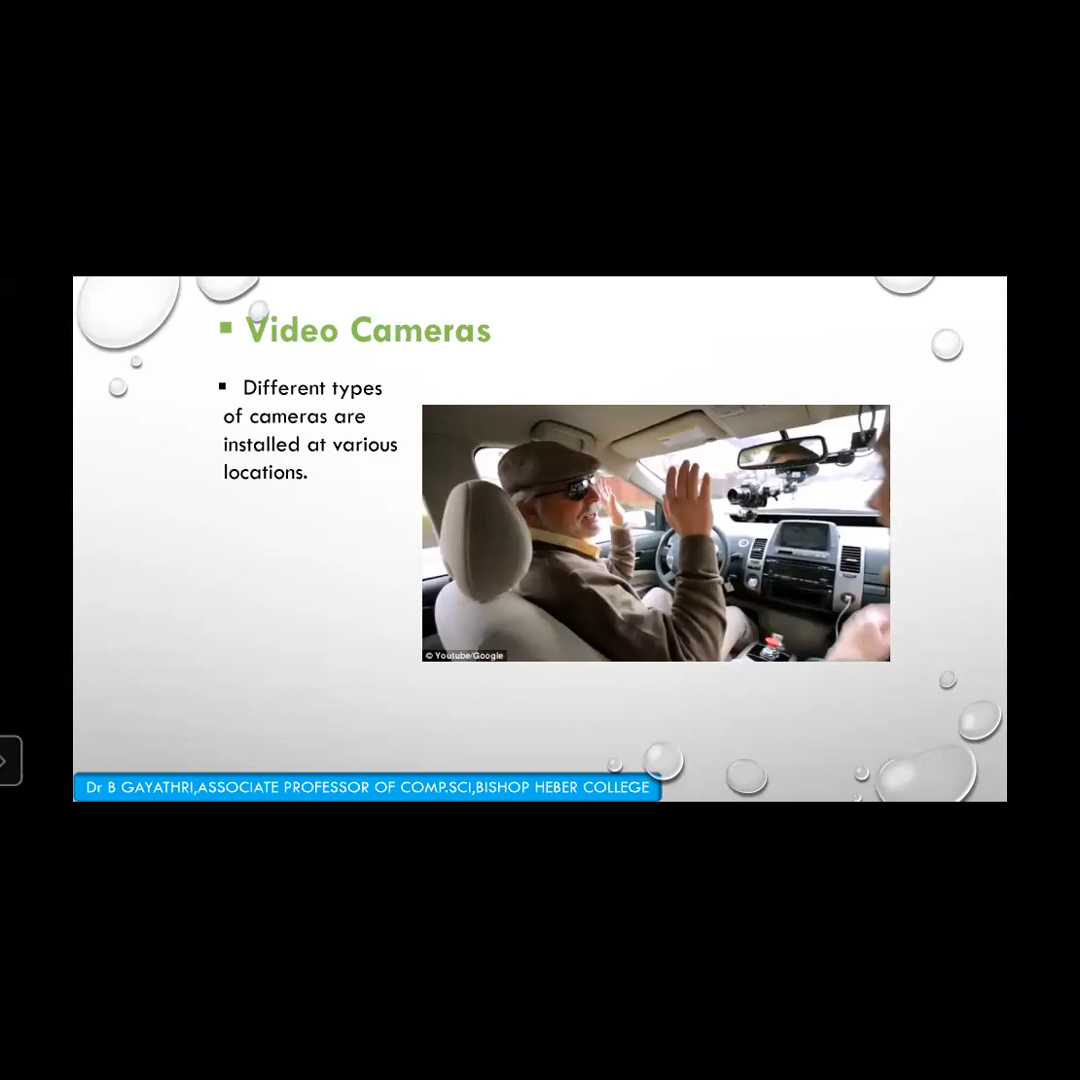 Video Cameras
Different types
of cameras are
installed at various
locations.
© Youtube/Google
Dr B GAYATHRI,ASSOCIATE PROFESSOR OF COMP.SCI,BISHOP HEBER COLLEGE